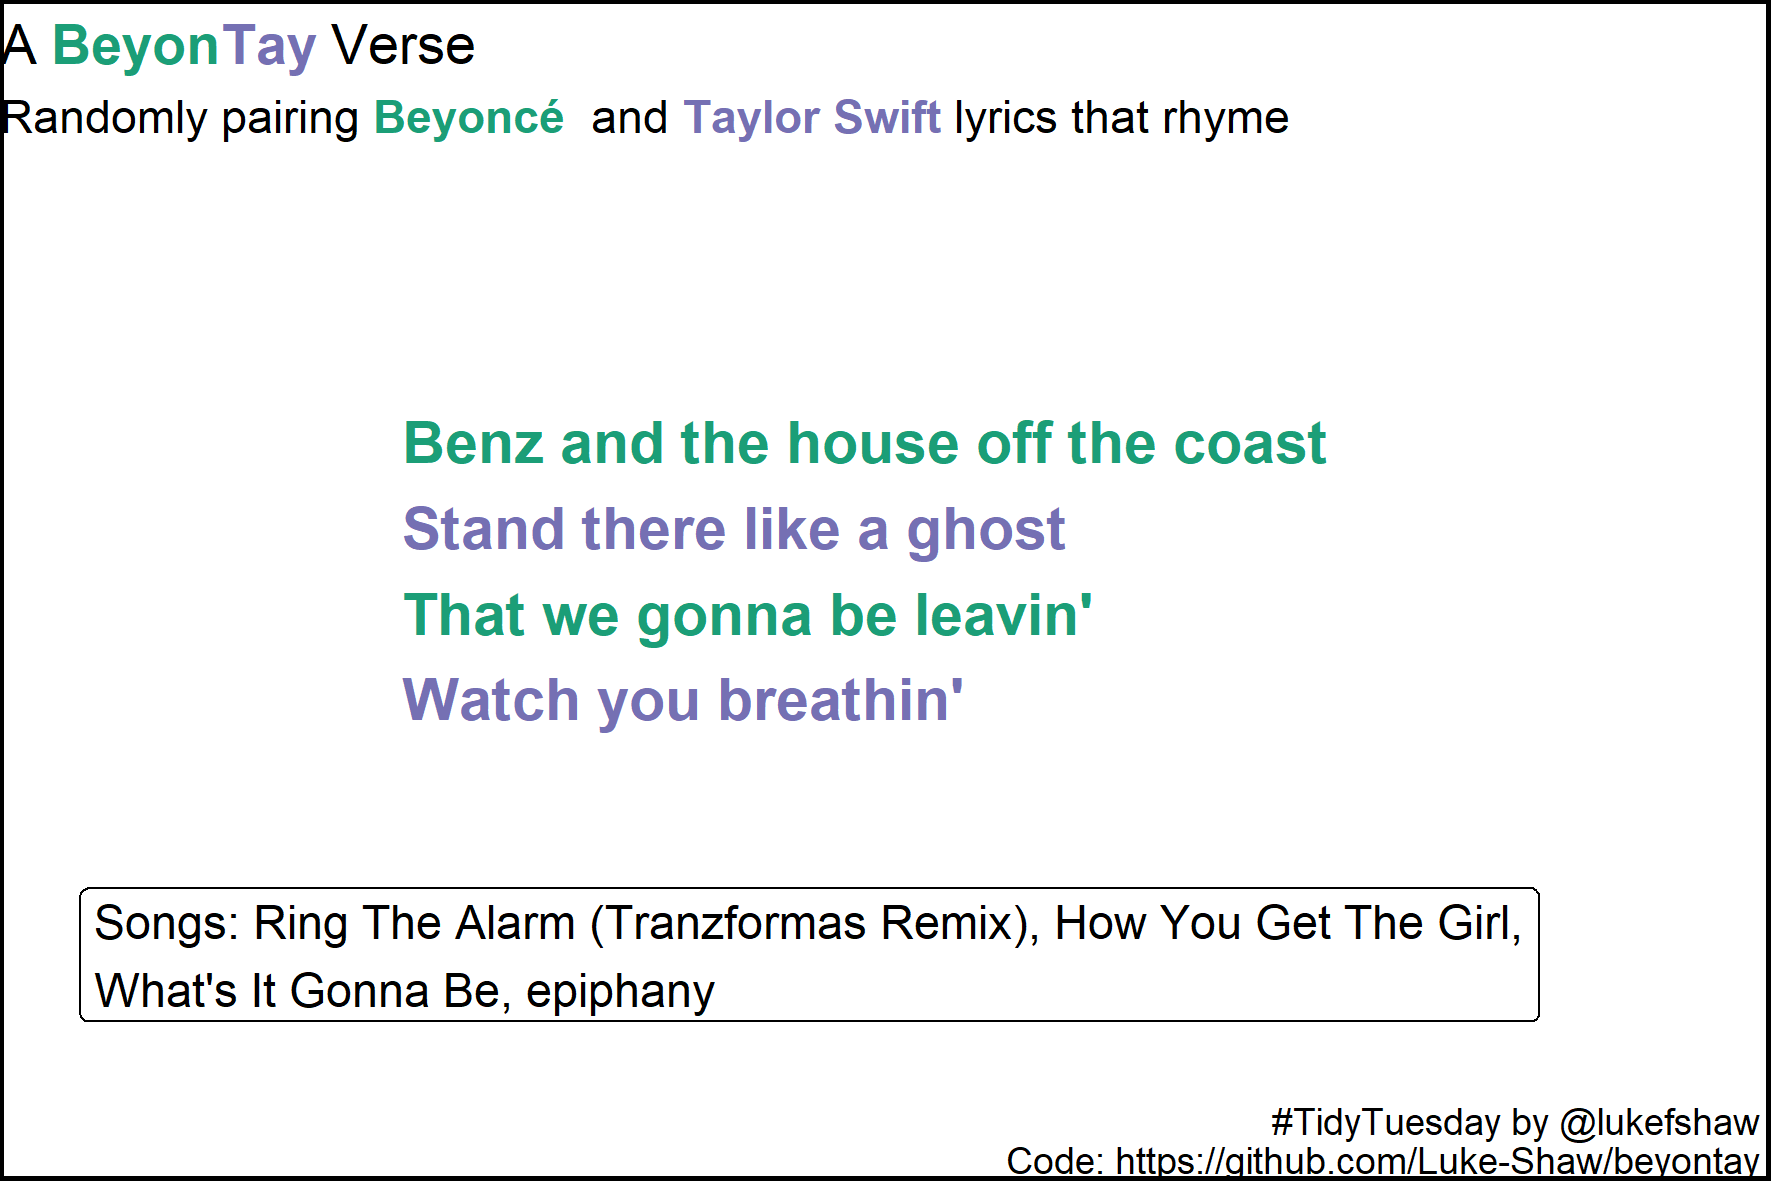 A BeyonTay Verse
Randomly pairing Beyoncé and Taylor Swift lyrics that rhyme
Benz and the house off the coast
Stand there like a ghost
That we gonna be leavin'
Watch you breathin'
Songs: Ring The Alarm (Tranzformas Remix), How You Get The Girl,
What's It Gonna Be, epiphany
#TidyTuesday by @lukefshaw
Code: https://github.com/Luke-Shaw/beyontay